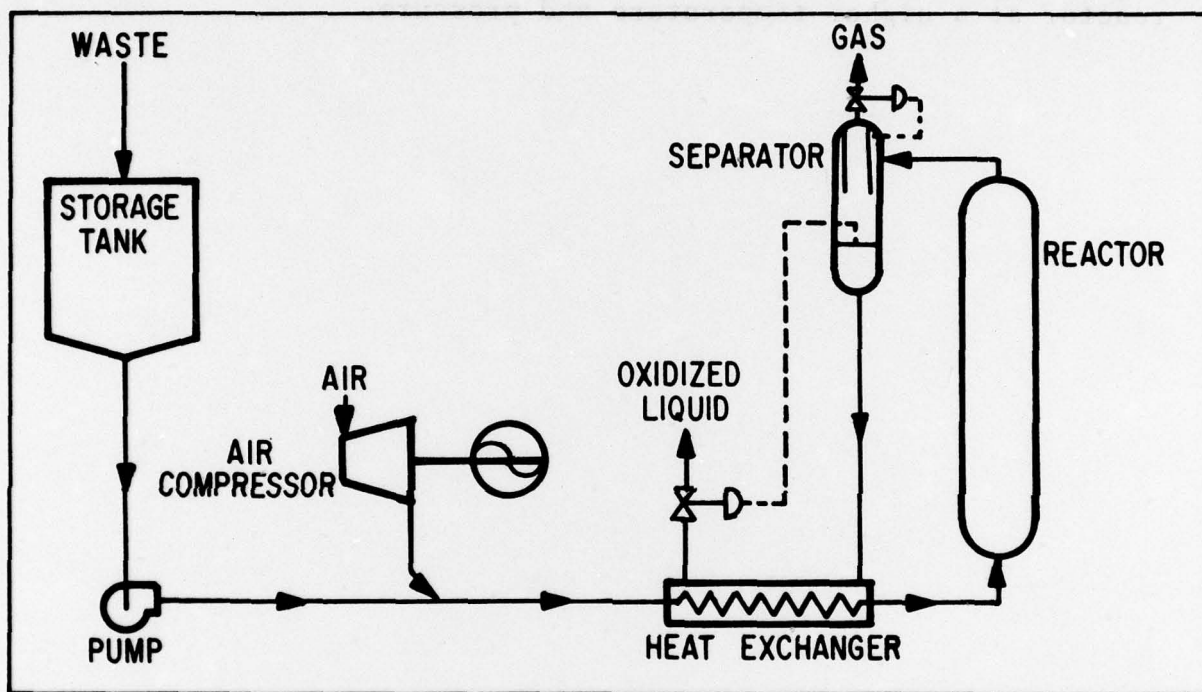 WASTE
GAS
SEPARATOR
STORAGE
TANK
REACTOR
AIR
OXIDIZED
LIQUID
AIR
COMPRESSOR
PUMP
HEAT EXCHANGER